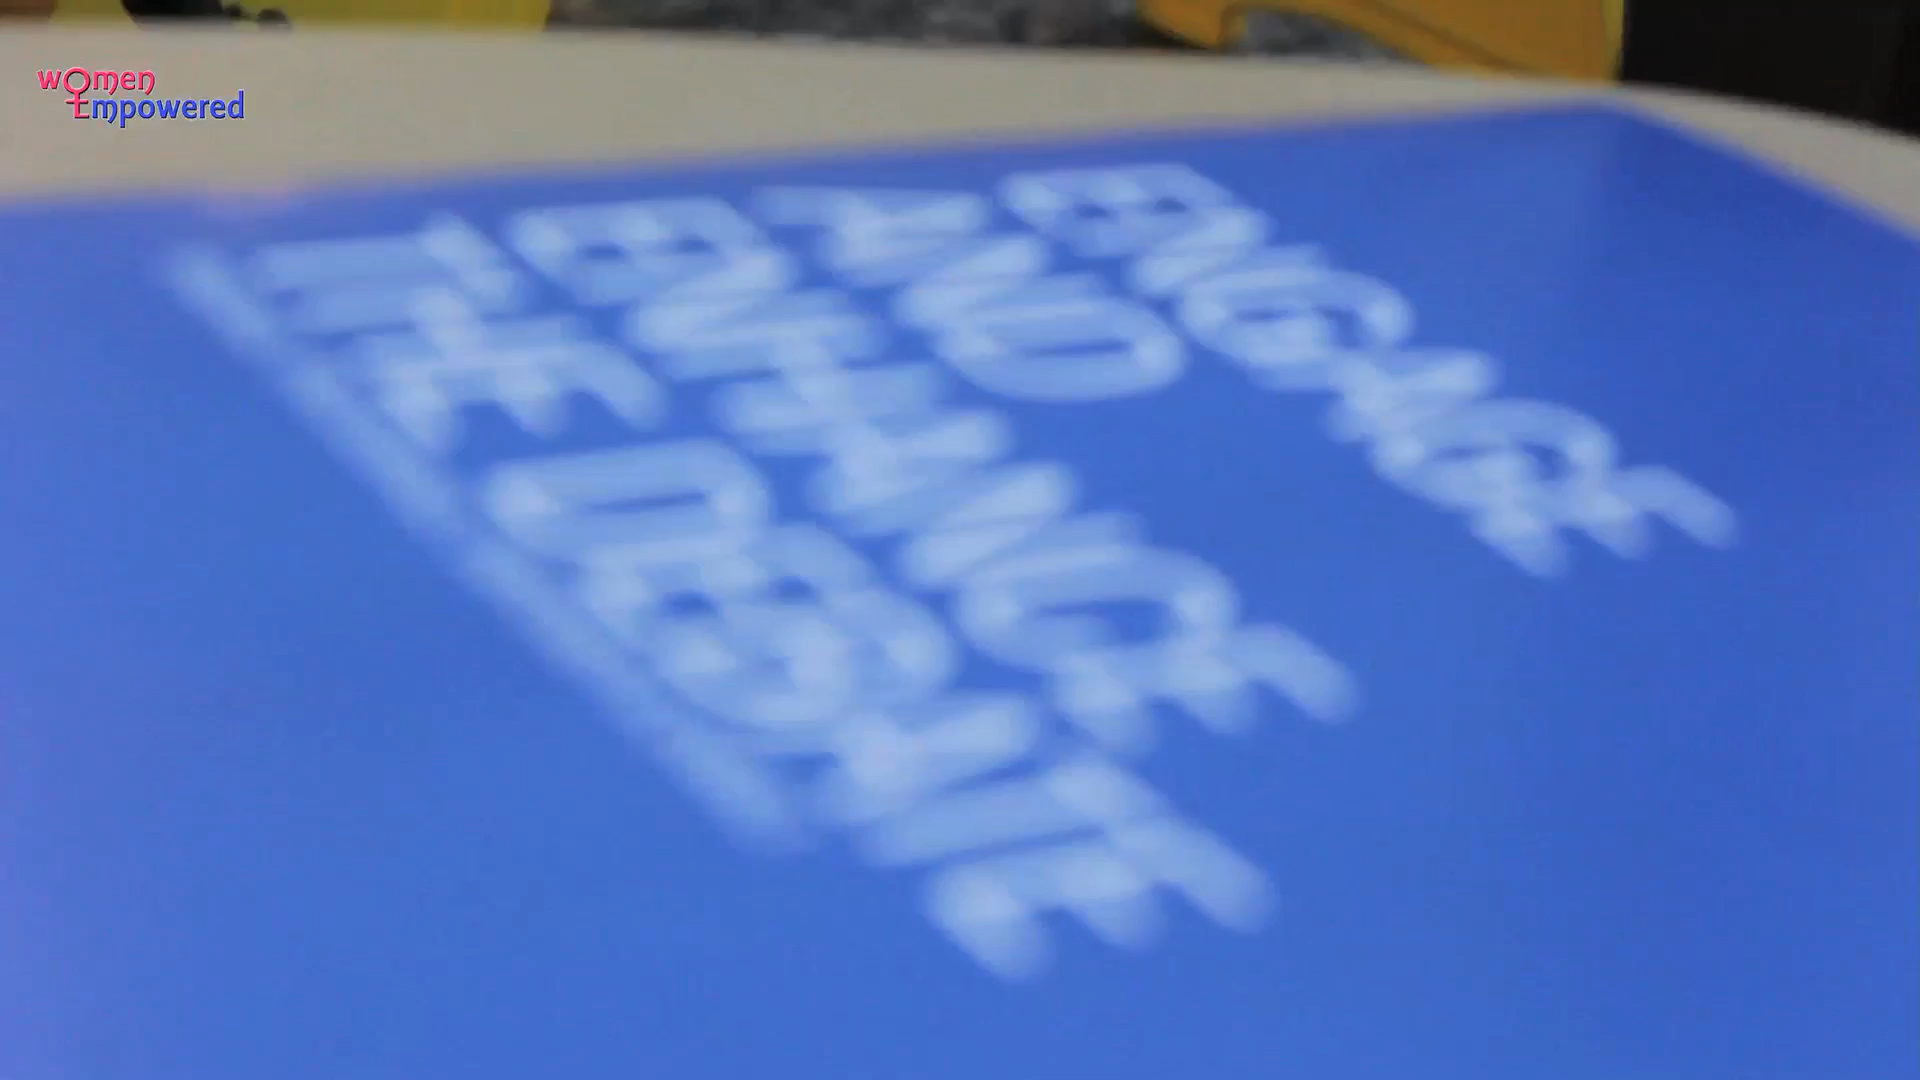 women
Empowered
ENGAGE
AND
ENHANCE
THE DEBATE